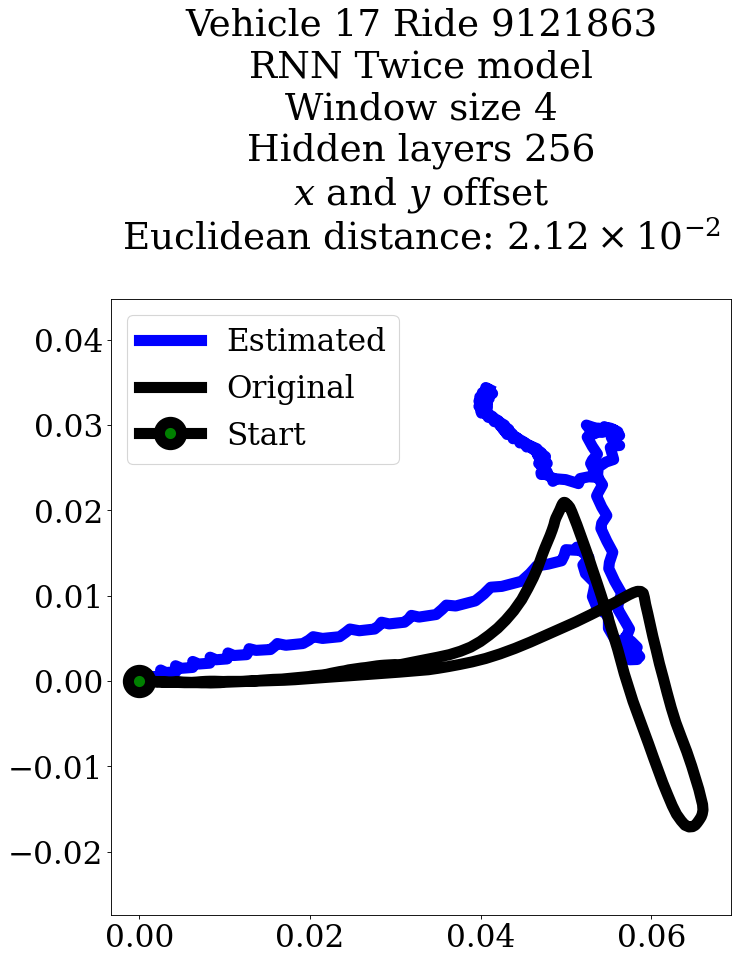 Vehicle 17 Ride 9121863
RNN Twice model
Window size 4
Hidden layers 256
x and y offset
Euclidean distance: 2.12 × 10⁻²
Estimated
Original
Start
0.04
0.03
0.02
0.01
0.00
−0.01
−0.02
0.00 0.02 0.04 0.06